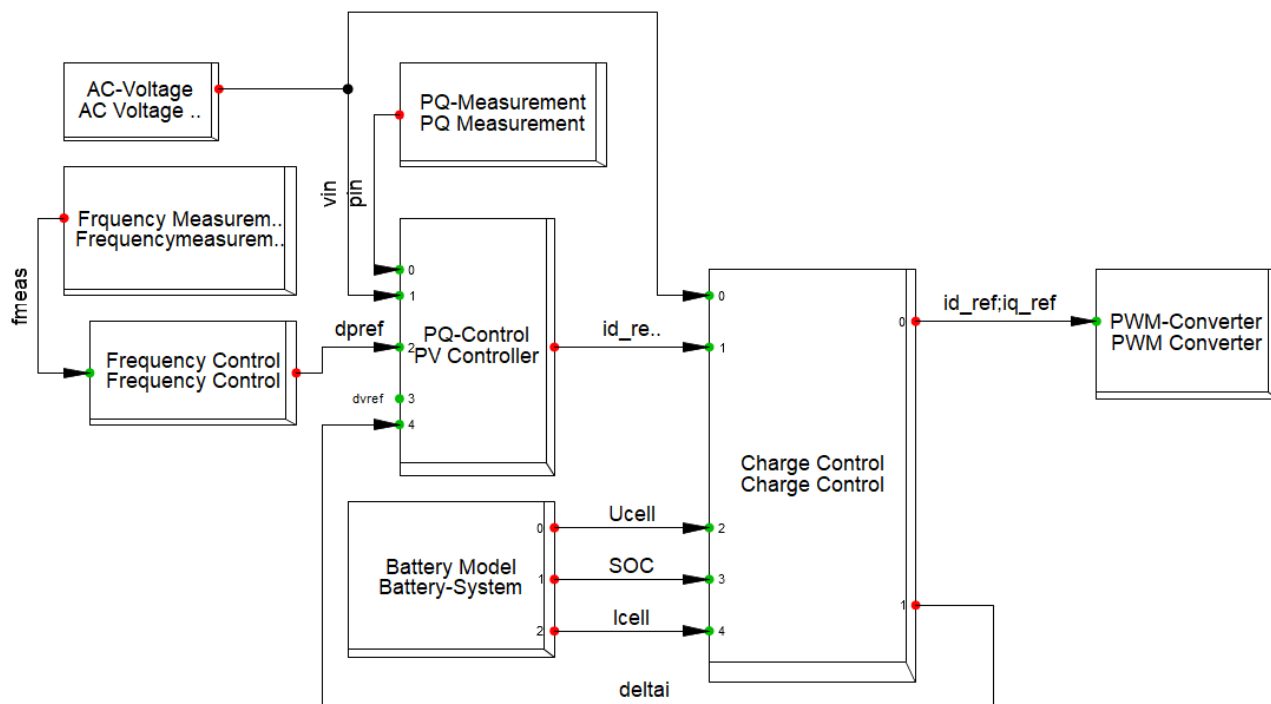 AC-Voltage
AC Voltage ..
PQ-Measurement
PQ Measurement
vin
pin
Frquency Measurem..
Frequencymeasurem..
fmeas
Frequency Control
Frequency Control
dpref
dvref
0
1
2
3
4
PQ-Control
PV Controller
id_re..
Battery Model
Battery-System
0
1
2
Ucell
SOC
Icell
0
1
2
3
4
Charge Control
Charge Control
0
1
id_ref;iq_ref
PWM-Converter
PWM Converter
deltai